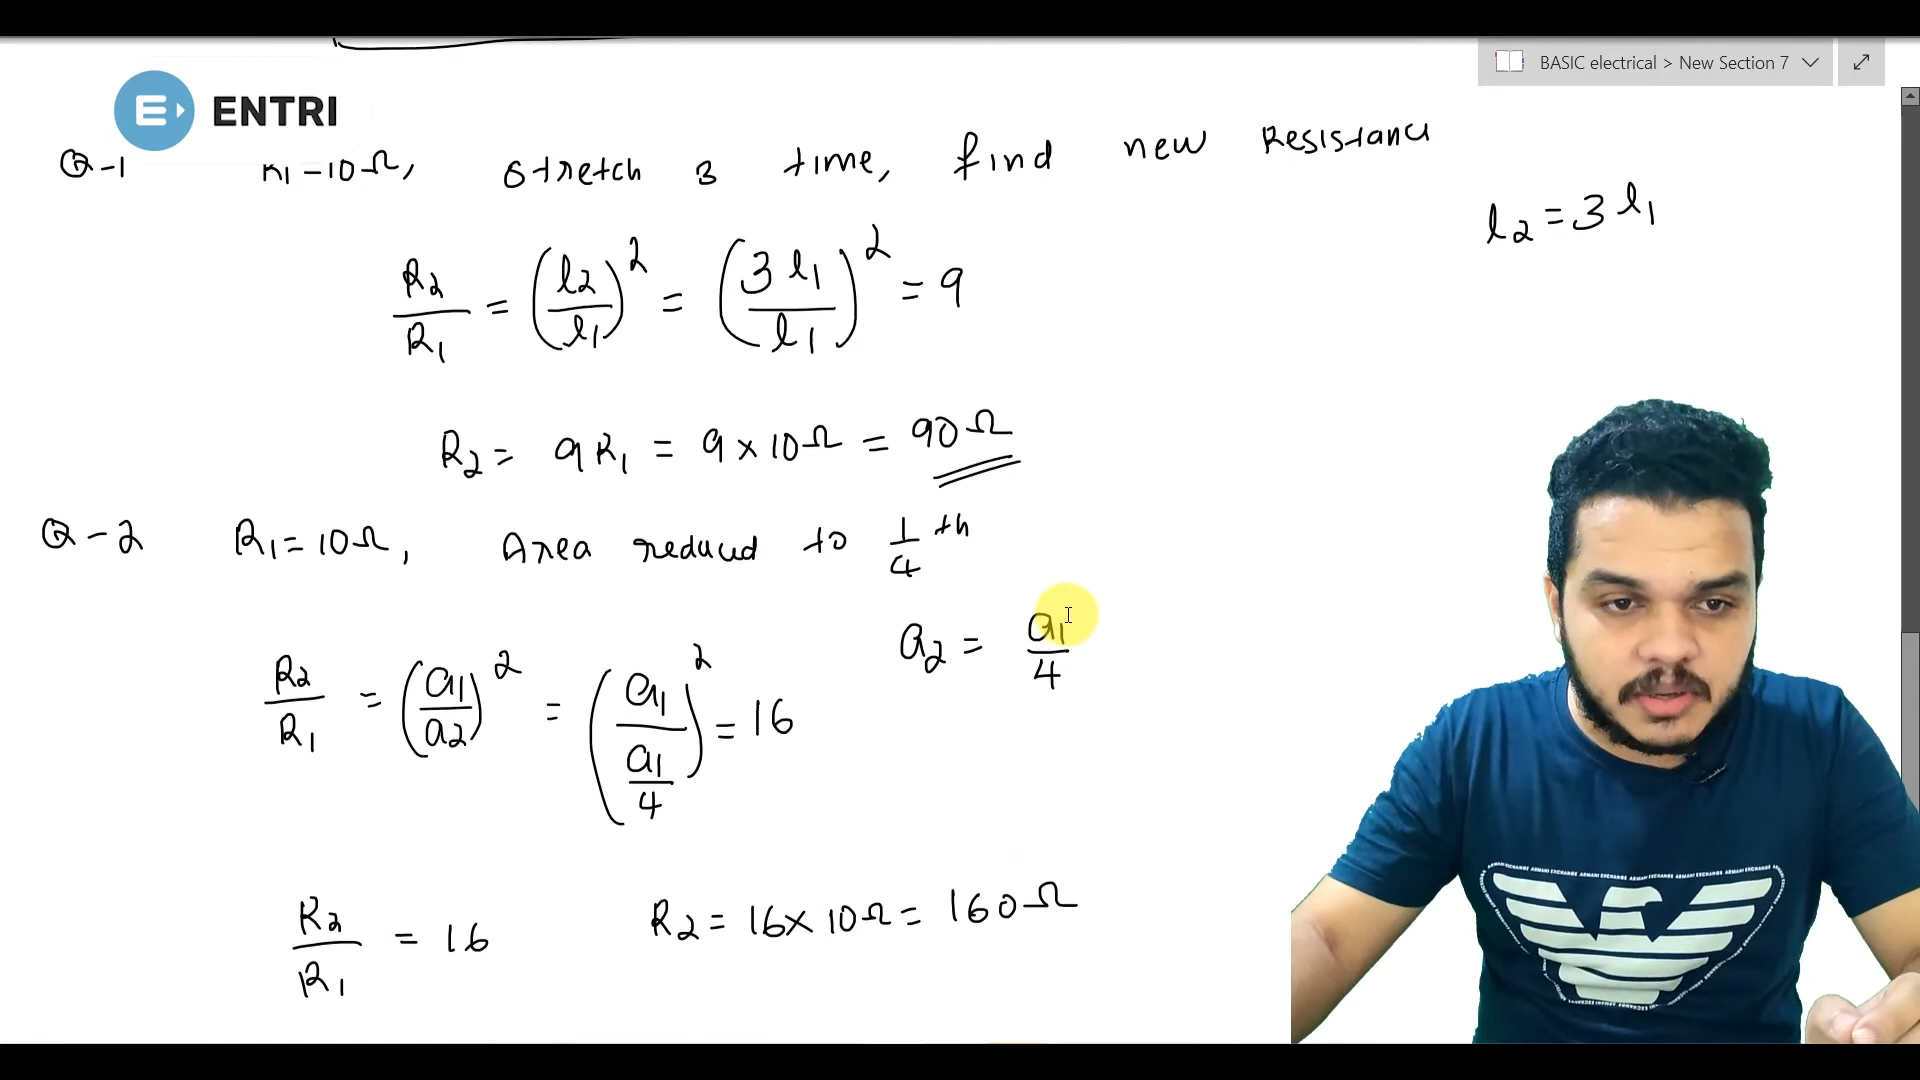 BASIC electrical > New Section 7
ENTRI
Q-1 R₁=10Ω, stretch 3 time, find new Resistance
l₂ = 3 l₁
R₂/R₁ = (l₂/l₁)² = (3 l₁/l₁)² = 9
R₂ = 9R₁ = 9×10Ω = 90Ω
Q-2 R₁=10Ω, Area reduced to 1/4 th
a₂ = a₁/4
R₂/R₁ = (a₁/a₂)² = (a₁/(a₁/4))² = 16
R₂/R₁ = 16 R₂ = 16×10Ω = 160Ω